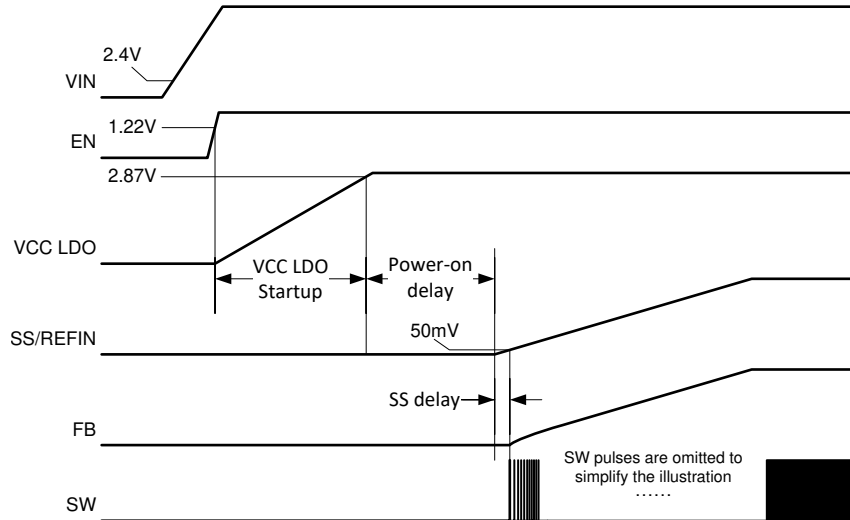 2.4V
VIN
1.22V
EN
2.87V
VCC LDO
VCC LDO
Startup
Power-on
delay
50mV
SS/REFIN
SS delay
FB
SW pulses are omitted to
simplify the illustration
......
SW